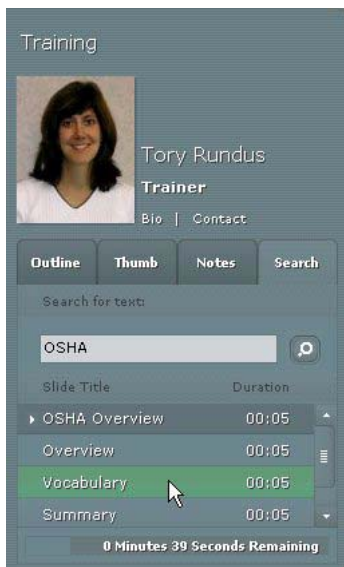 Training
Tory Rundus
Trainer
Bio | Contact
Outline Thumb Notes Search
Search for text:
OSHA
Slide Title Duration
OSHA Overview 00:05
Overview 00:05
Vocabulary 00:05
Summary 00:05
0 Minutes 39 Seconds Remaining